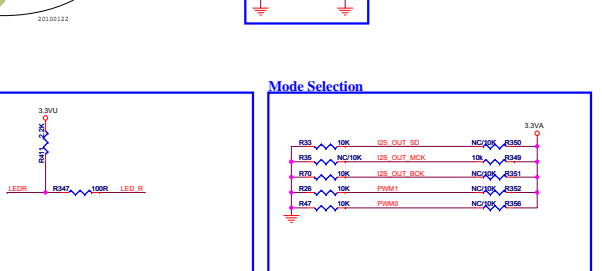 20100122
Mode Selection
3.3VU
2.2K
R411
LEDR R347 100R LED_R
3.3VA
R33 10K I2S_OUT_SD NC/10K R350
R35 NC/10K I2S_OUT_MCK 10k R349
R70 10K I2S_OUT_BCK NC/10K R351
R26 10K PWM1 NC/10K R352
R47 10K PWM0 NC/10K R356